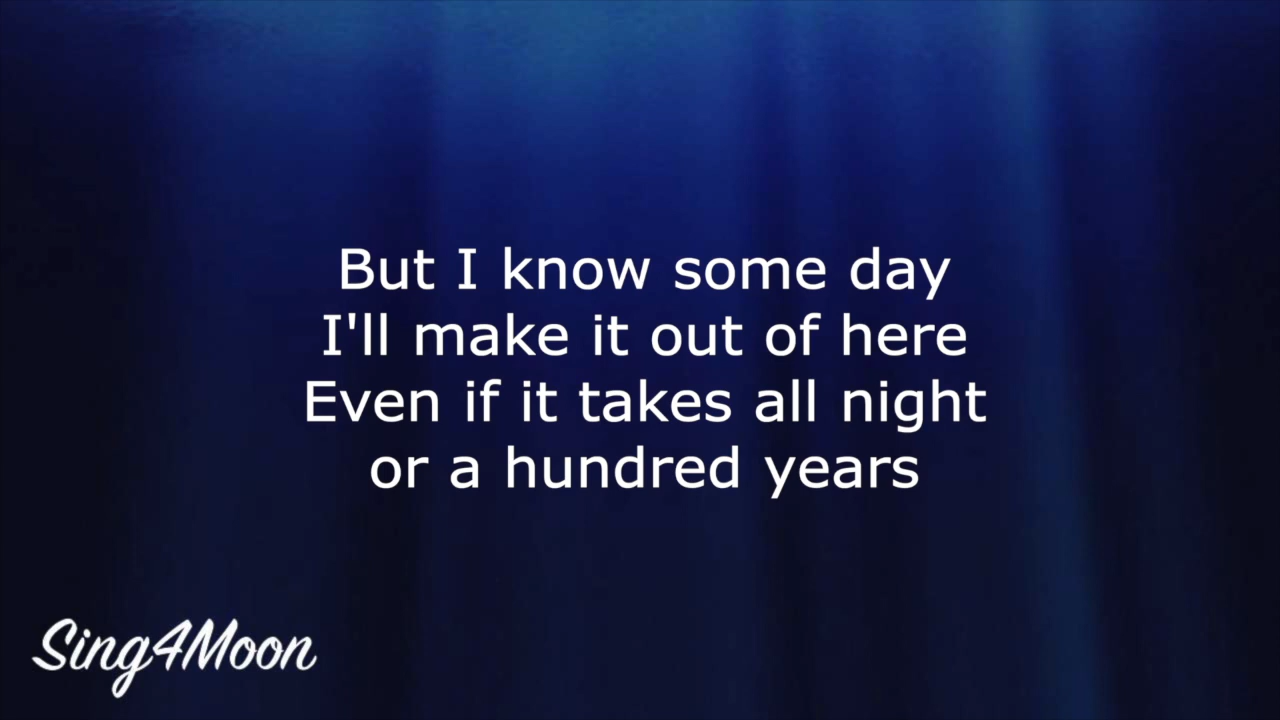 But I know some day
I'll make it out of here
Even if it takes all night
or a hundred years
Sing4Moon